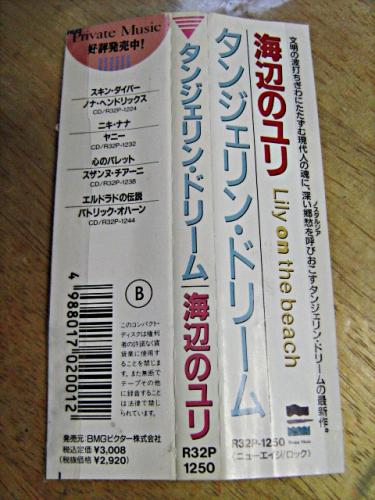 Private Music
好評発売中!
スキン・ダイバー
ノナ・ヘンドリックス
CD/R32P-1224
ニキ・ナナ
ヤニー
CD/R32P-1232
心のパレット
スザンヌ・チアーニ
CD/R32P-1238
エルドラドの伝説
パトリック・オハーン
CD/R32P-1244
4988017020012
B
このコンパクト・
ディスクは権利
者の許諾なく賃
貸業に使用する
ことを禁じま
す。また無断で
テープその他
に録音すること
は法律で禁じ
られています。
発売元:BMGビクター株式会社
税込定価 ¥3,008
(税抜価格 ¥2,920)
タンジェリン・ドリーム
海辺のユリ
R32P
1250
文明の波打ちぎわにたたずむ現代人の魂に、深い郷愁を呼びおこすタンジェリン・ドリームの最新作。
ノスタルジア
海辺のユリ
Lily on the beach
タンジェリン・ドリーム
R32P-1250
(ニューエイジ/ロック)